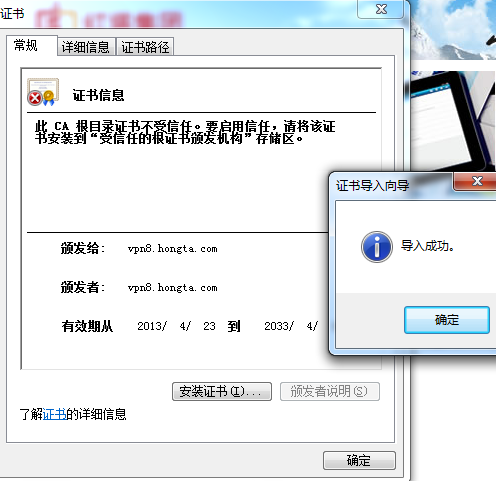 证书
常规
详细信息
证书路径
证书信息
此 CA 根目录证书不受信任。要启用信任，请将该证
书安装到“受信任的根证书颁发机构”存储区。
颁发给: vpn8.hongta.com
颁发者: vpn8.hongta.com
有效期从 2013/ 4/ 23 到 2033/ 4/
安装证书(I)...
颁发者说明(S)
了解证书的详细信息
确定
证书导入向导
导入成功。
确定